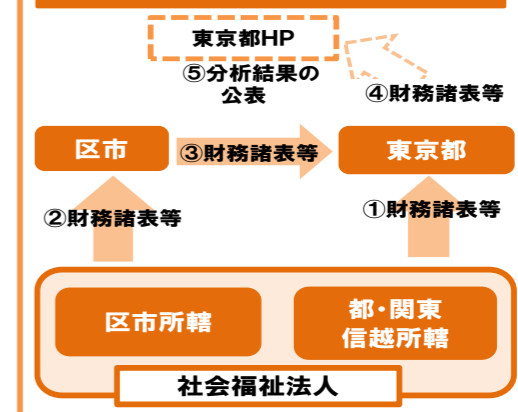 東京都HP
⑤分析結果の
公表
④財務諸表等
区市
③財務諸表等
東京都
②財務諸表等
①財務諸表等
区市所轄
都・関東
信越所轄
社会福祉法人